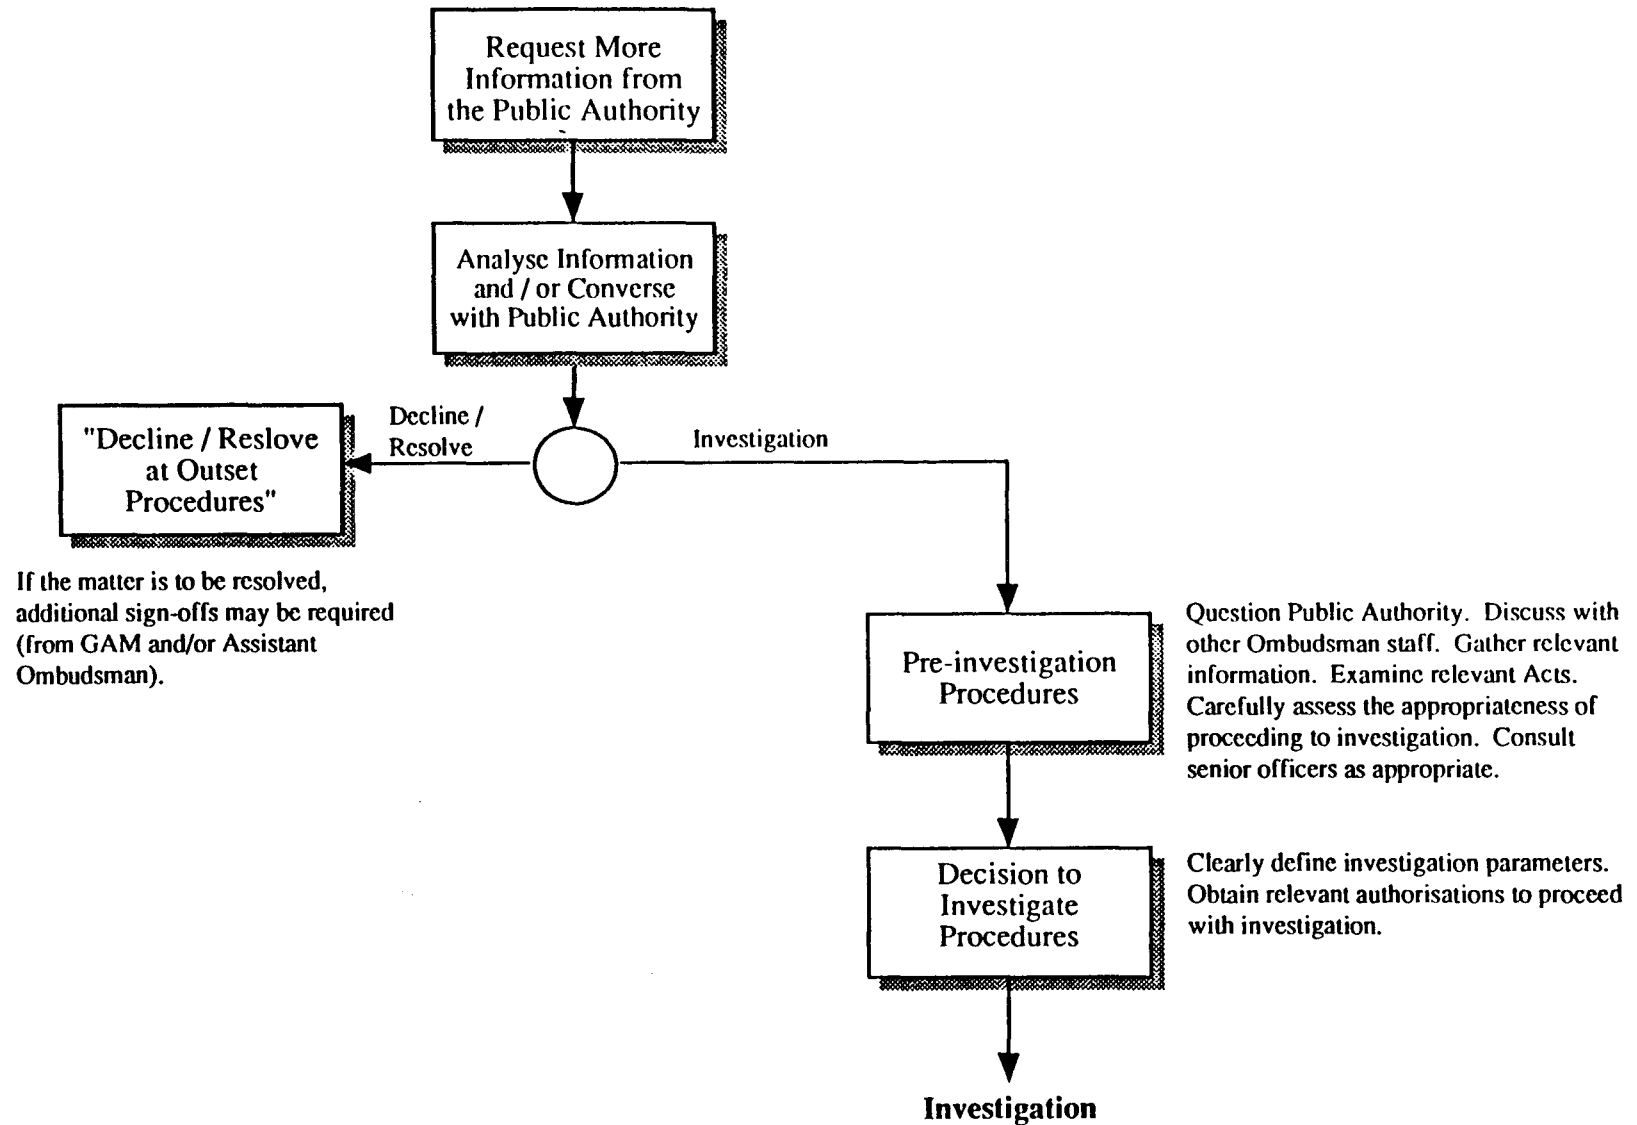 Request More
Information from
the Public Authority
Analyse Information
and / or Converse
with Public Authority
Decline /
Resolve
Investigation
"Decline / Reslove
at Outset
Procedures"
If the matter is to be resolved,
additional sign-offs may be required
(from GAM and/or Assistant
Ombudsman).
Pre-investigation
Procedures
Question Public Authority.  Discuss with
other Ombudsman staff.  Gather relevant
information.  Examine relevant Acts.
Carefully assess the appropriateness of
proceeding to investigation.  Consult
senior officers as appropriate.
Decision to
Investigate
Procedures
Clearly define investigation parameters.
Obtain relevant authorisations to proceed
with investigation.
Investigation